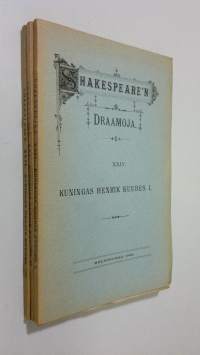 SHAKESPEARE'N
DRAAMOJA.
XXIV.
KUNINGAS HENRIK KUUDES I.